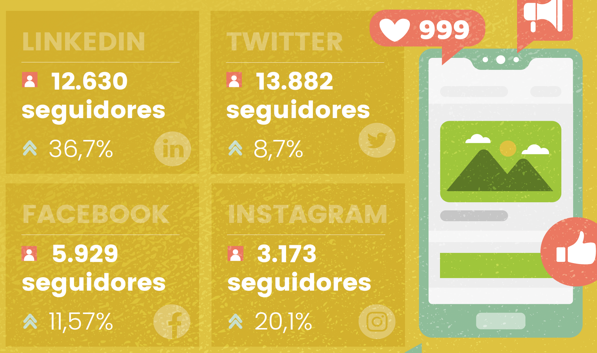 LINKEDIN
12.630
seguidores
36,7%
in
TWITTER
13.882
seguidores
8,7%
FACEBOOK
5.929
seguidores
11,57%
f
INSTAGRAM
3.173
seguidores
20,1%
999